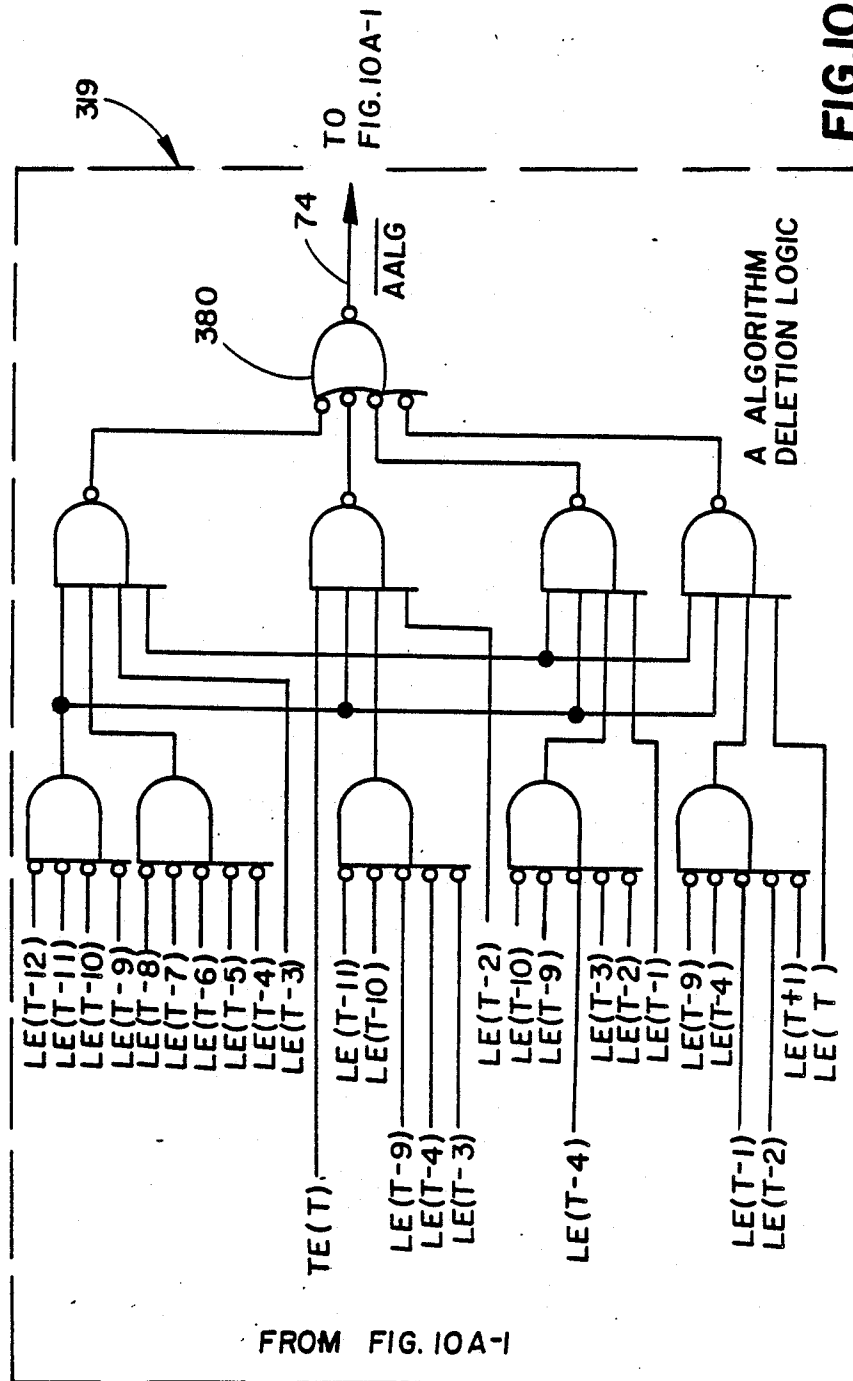 319
TO
FIG. 10A-1
74
AALG
380
A ALGORITHM
DELETION LOGIC
LE(T-12)
LE(T-11)
LE(T-10)
LE(T-9)
LE(T-8)
LE(T-7)
LE(T-6)
LE(T-5)
LE(T-4)
LE(T-3)
TE(T)
LE(T-11)
LE(T-10)
LE(T-9)
LE(T-4)
LE(T-3)
LE(T-2)
LE(T-10)
LE(T-9)
LE(T-4)
LE(T-3)
LE(T-2)
LE(T-1)
LE(T-9)
LE(T-4)
LE(T-1)
LE(T-2)
LE(T+1)
LE( T )
FROM FIG. 10A-1
FIG.10